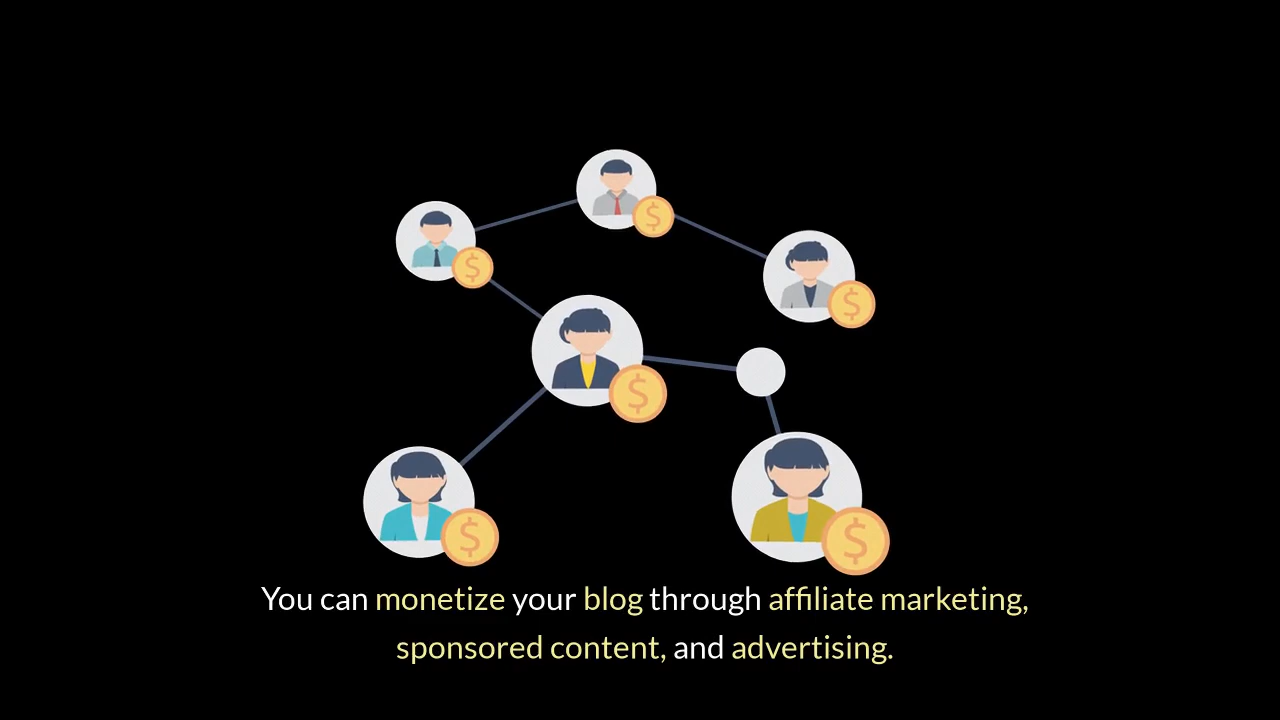 You can monetize your blog through affiliate marketing,
sponsored content, and advertising.